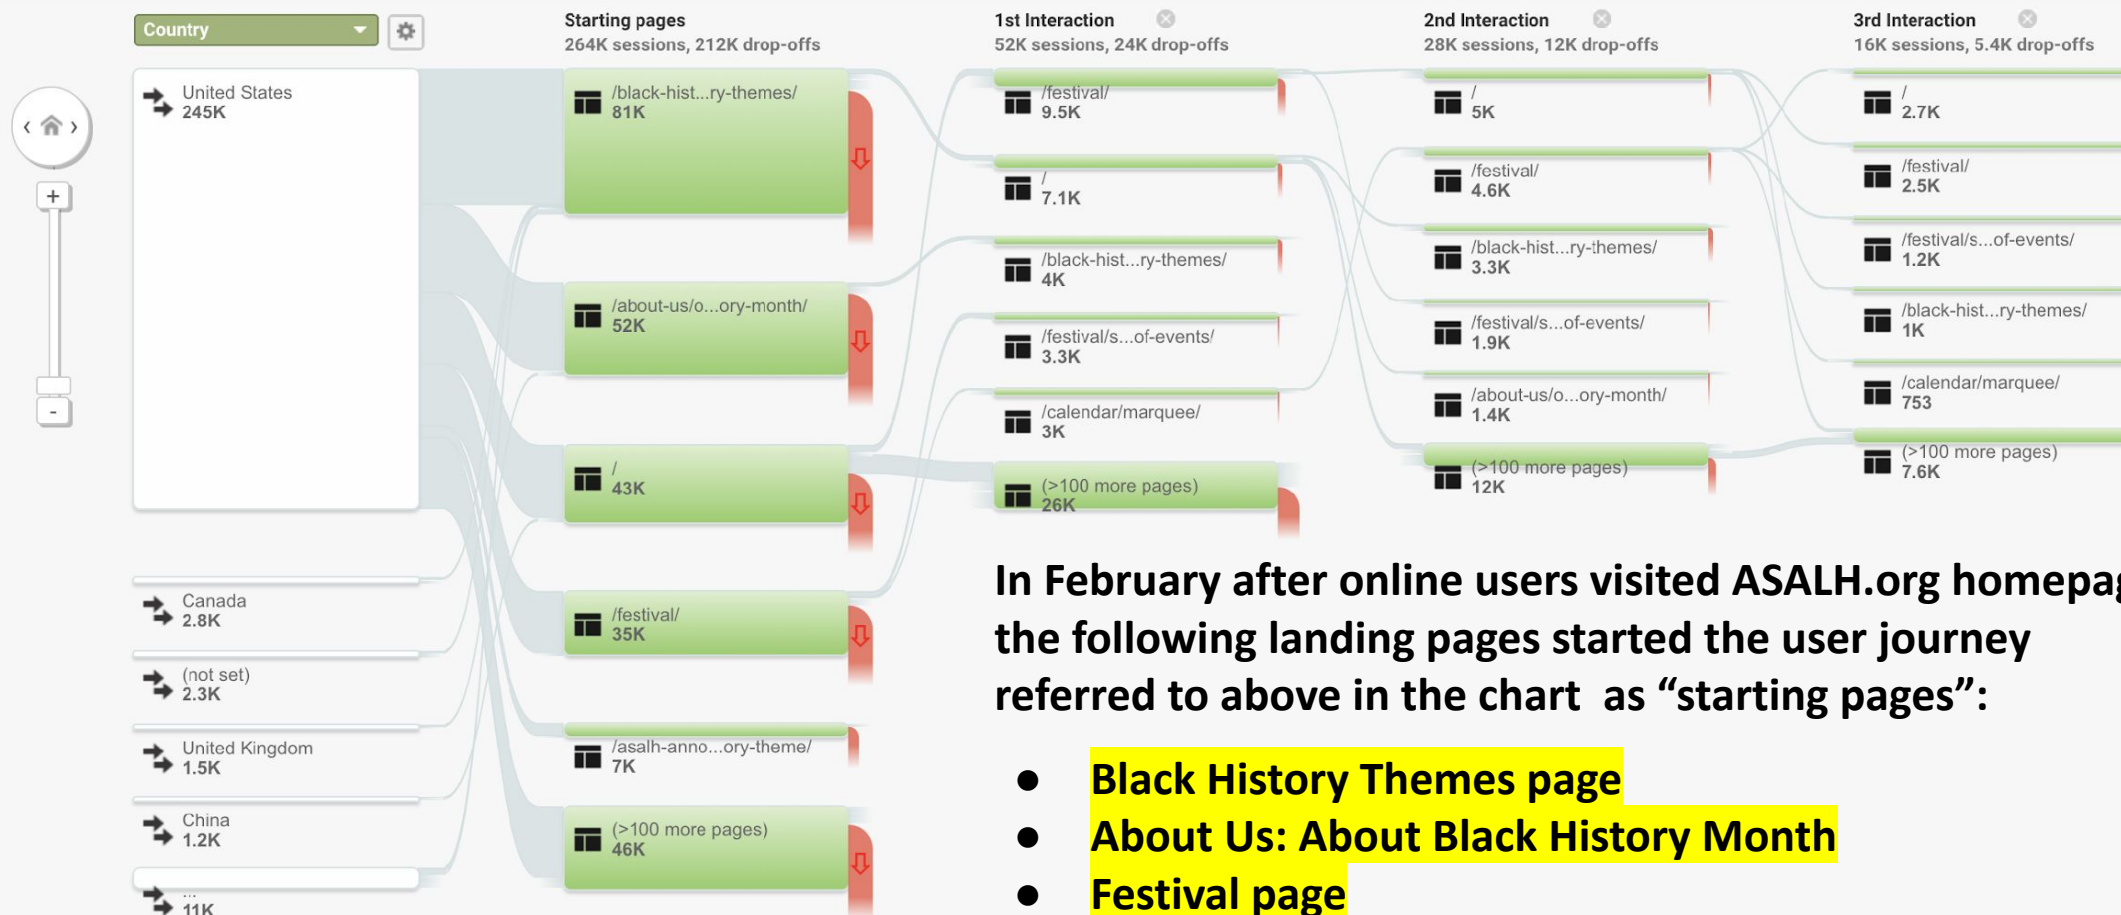 Country
United States
245K
Canada
2.8K
(not set)
2.3K
United Kingdom
1.5K
China
1.2K
...
11K
Starting pages
264K sessions, 212K drop-offs
/black-hist...ry-themes/
81K
/about-us/o...ory-month/
52K
/
43K
/festival/
35K
/asalh-anno...ory-theme/
7K
(>100 more pages)
46K
1st Interaction
52K sessions, 24K drop-offs
/festival/
9.5K
/
7.1K
/black-hist...ry-themes/
4K
/festival/s...of-events/
3.3K
/calendar/marquee/
3K
(>100 more pages)
26K
2nd Interaction
28K sessions, 12K drop-offs
/
5K
/festival/
4.6K
/black-hist...ry-themes/
3.3K
/festival/s...of-events/
1.9K
/about-us/o...ory-month/
1.4K
(>100 more pages)
12K
3rd Interaction
16K sessions, 5.4K drop-offs
/
2.7K
/festival/
2.5K
/festival/s...of-events/
1.2K
/black-hist...ry-themes/
1K
/calendar/marquee/
753
(>100 more pages)
7.6K
In February after online users visited ASALH.org homepag
the following landing pages started the user journey
referred to above in the chart as “starting pages”:
● Black History Themes page
● About Us: About Black History Month
● Festival page